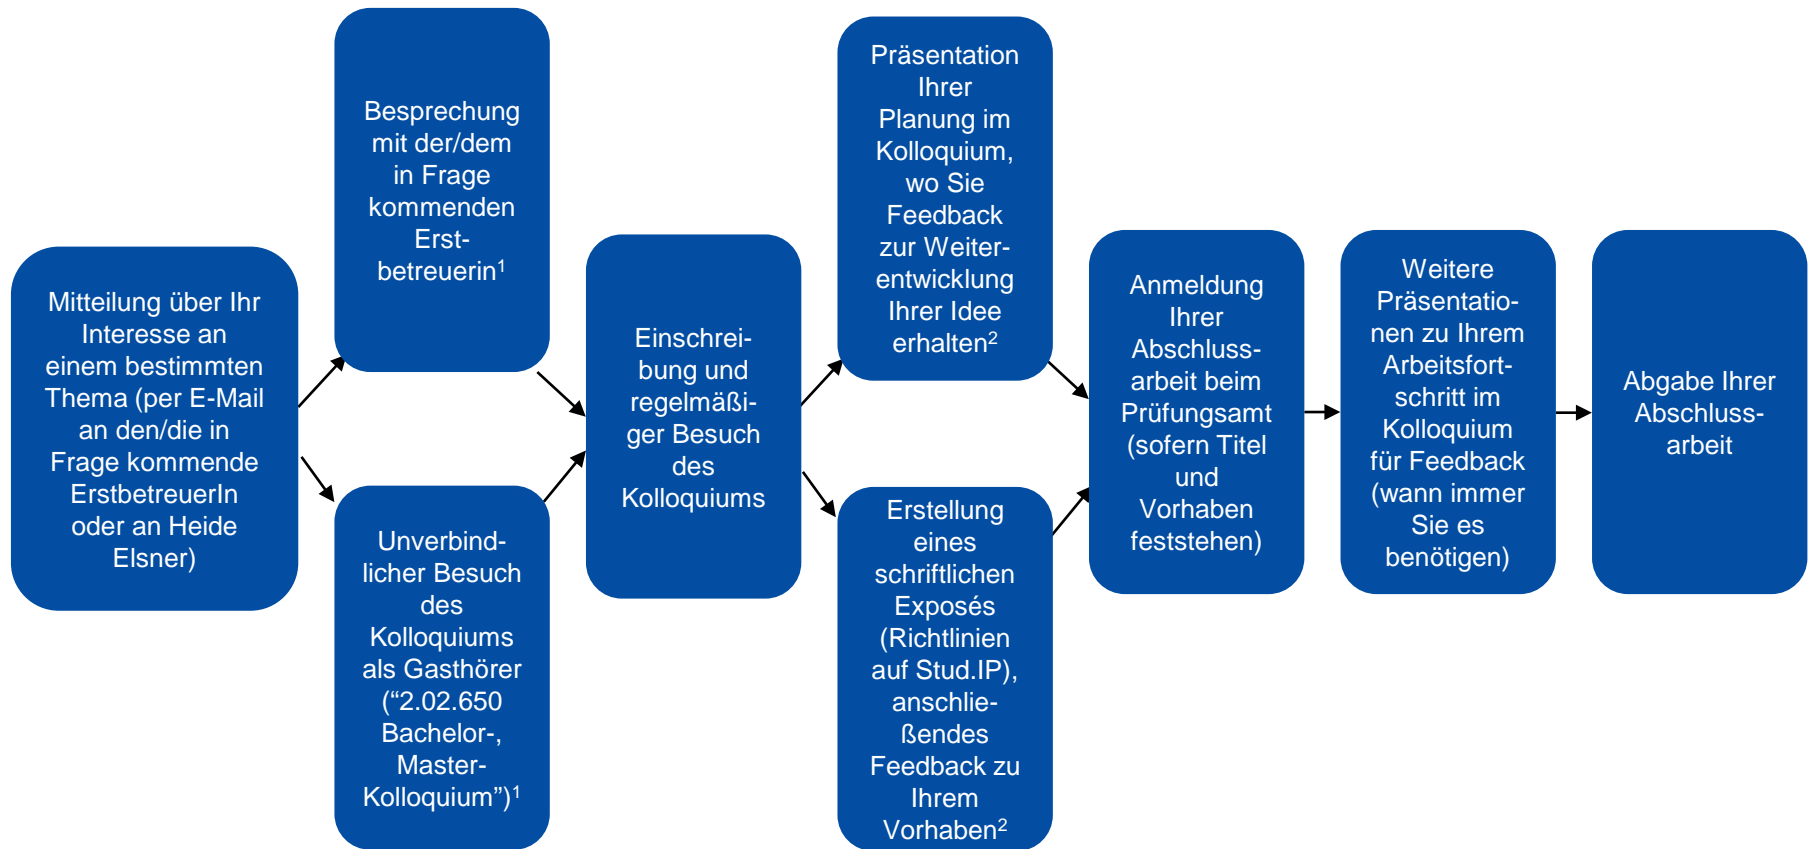 Mitteilung über Ihr
Interesse an
einem bestimmten
Thema (per E-Mail
an den/die in
Frage kommende
ErstbetreuerIn
oder an Heide
Elsner)
Besprechung
mit der/dem
in Frage
kommenden
Erst-
betreuerin¹
Unverbind-
licher Besuch
des
Kolloquiums
als Gasthörer
(“2.02.650
Bachelor-,
Master-
Kolloquium”)¹
Einschrei-
bung und
regelmäßi-
ger Besuch
des
Kolloquiums
Präsentation
Ihrer
Planung im
Kolloquium,
wo Sie
Feedback
zur Weiter-
entwicklung
Ihrer Idee
erhalten²
Erstellung
eines
schriftlichen
Exposés
(Richtlinien
auf Stud.IP),
anschlie-
ßendes
Feedback zu
Ihrem
Vorhaben²
Anmeldung
Ihrer
Abschluss-
arbeit beim
Prüfungsamt
(sofern Titel
und
Vorhaben
feststehen)
Weitere
Präsentatio-
nen zu Ihrem
Arbeitsfort-
schritt im
Kolloquium
für Feedback
(wann immer
Sie es
benötigen)
Abgabe Ihrer
Abschluss-
arbeit